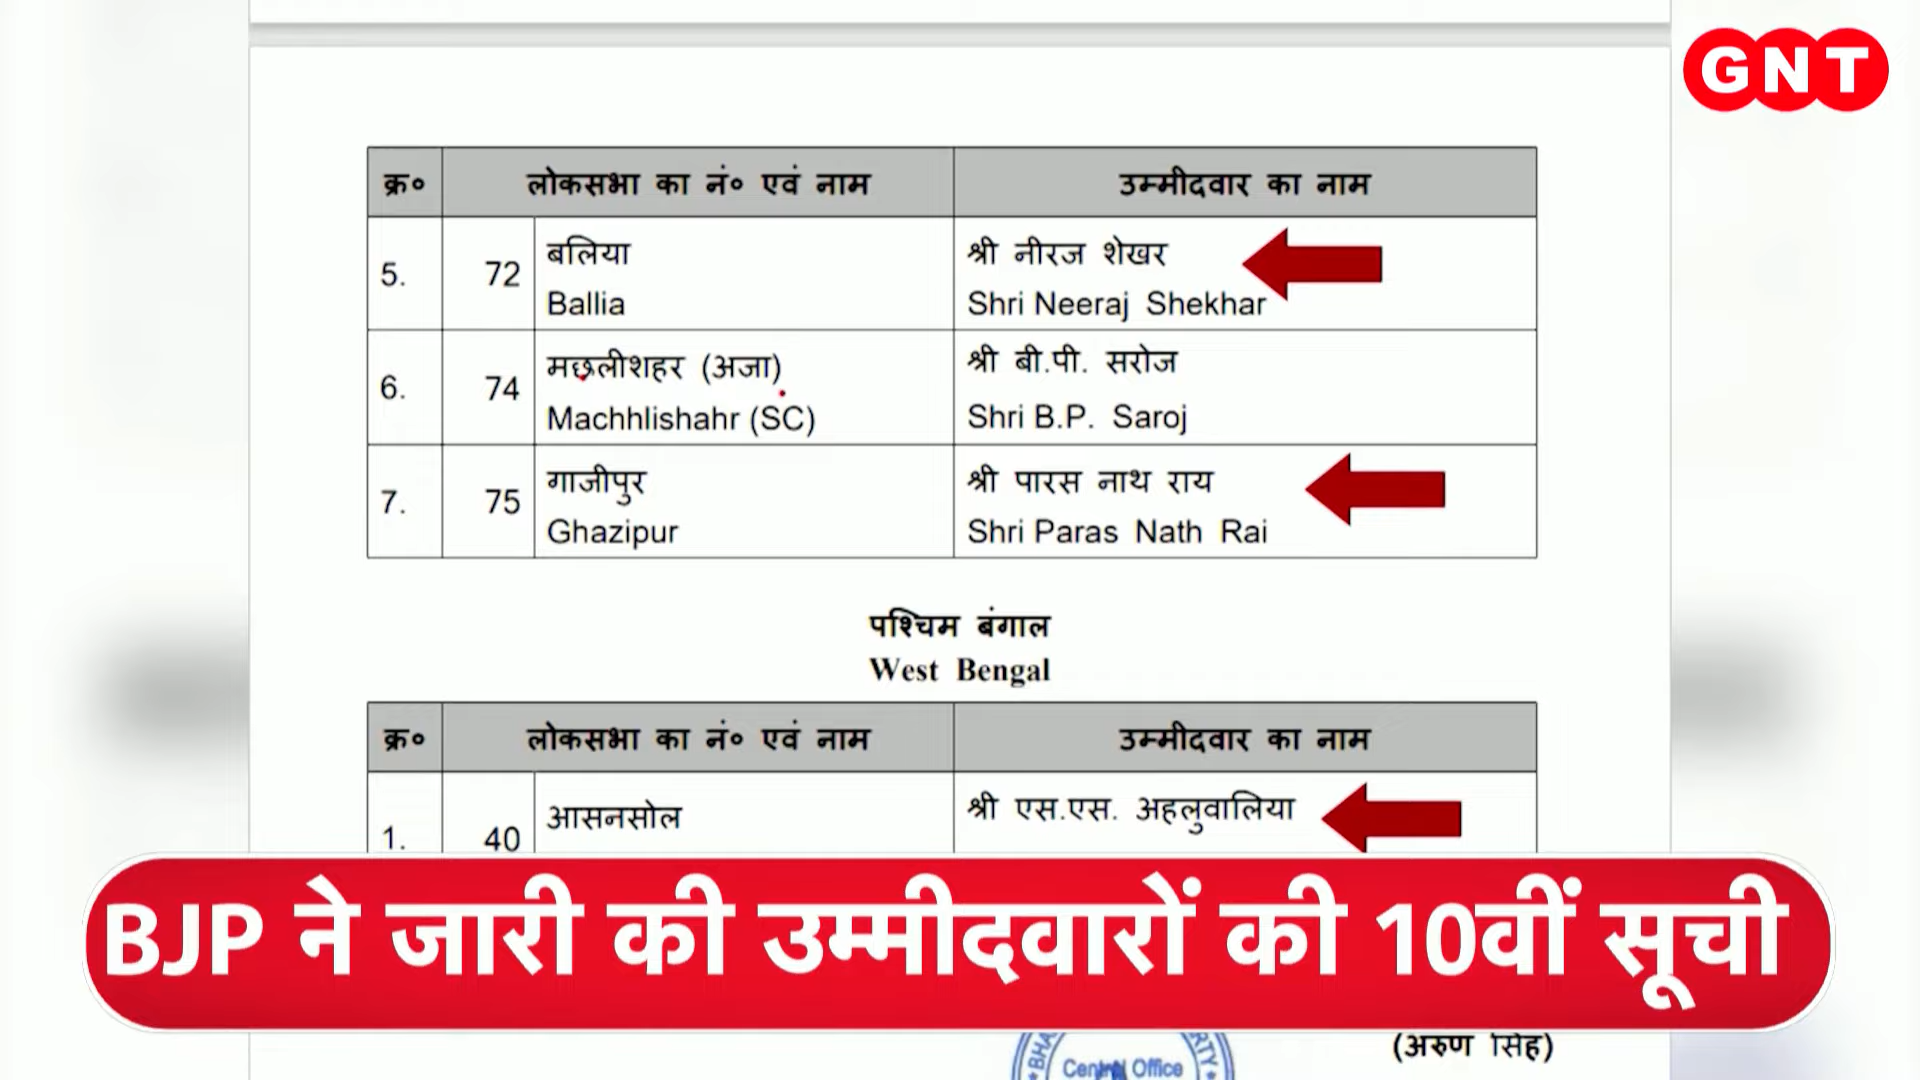 GNT
क्र० लोकसभा का नं० एवं नाम उम्मीदवार का नाम
5. 72 बलिया श्री नीरज शेखर
Ballia Shri Neeraj Shekhar
6. 74 मछलीशहर (अजा) श्री बी.पी. सरोज
Machhlishahr (SC) Shri B.P. Saroj
7. 75 गाजीपुर श्री पारस नाथ राय
Ghazipur Shri Paras Nath Rai
पश्चिम बंगाल
West Bengal
क्र० लोकसभा का नं० एवं नाम उम्मीदवार का नाम
1. 40 आसनसोल श्री एस.एस. अहलुवालिया
BJP ने जारी की उम्मीदवारों की 10वीं सूची
(अरुण सिंह)
Central Office